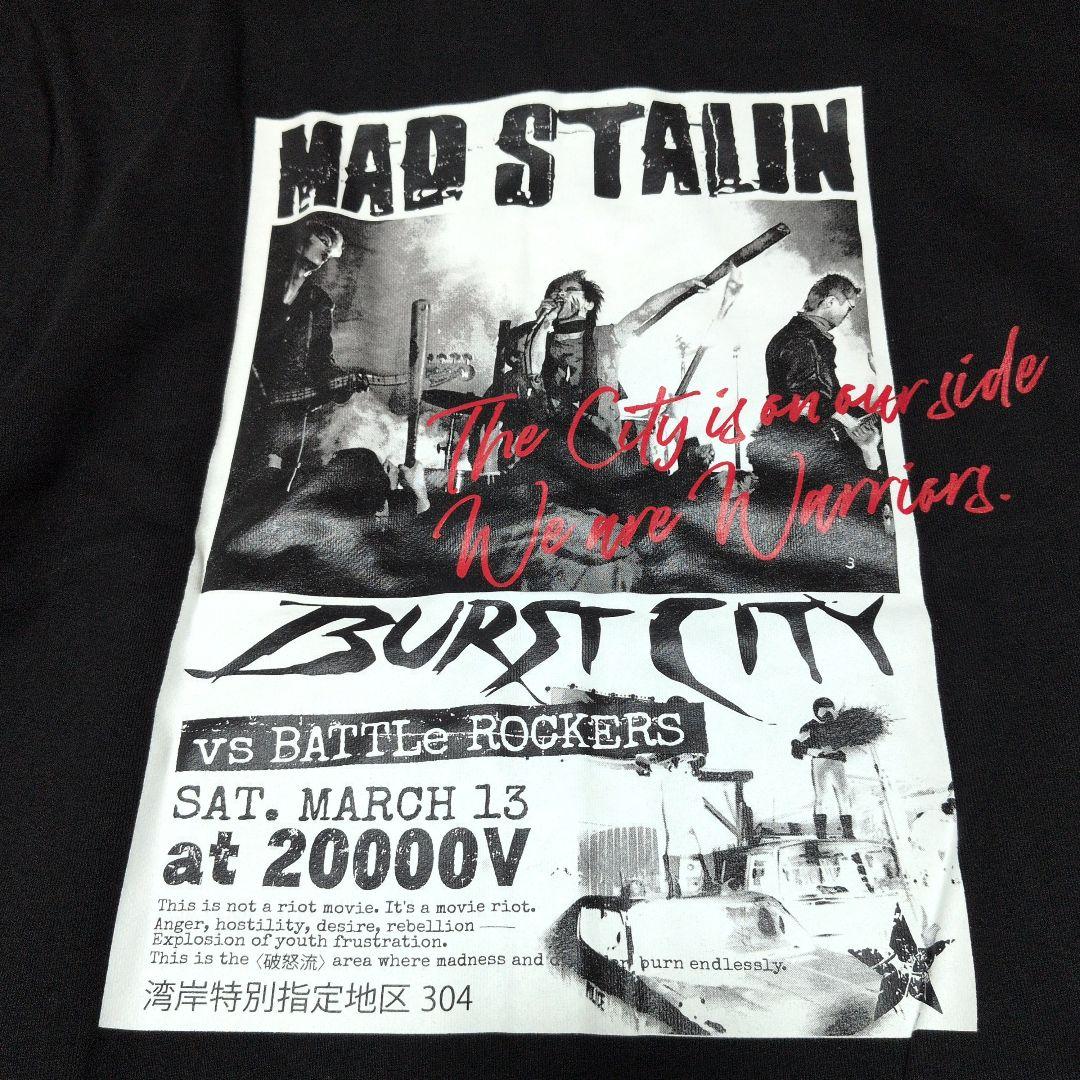 MAD STALIN
The City is on our side
We are Warriors.
3
BURST CITY
vs BATTLe ROCKERS
SAT. MARCH 13
at 20000V
This is not a riot movie. It's a movie riot.
Anger, hostility, desire, rebellion ——
Explosion of youth frustration.
This is the 〈破怒流〉 area where madness and burn endlessly.
湾岸特別指定地区 304